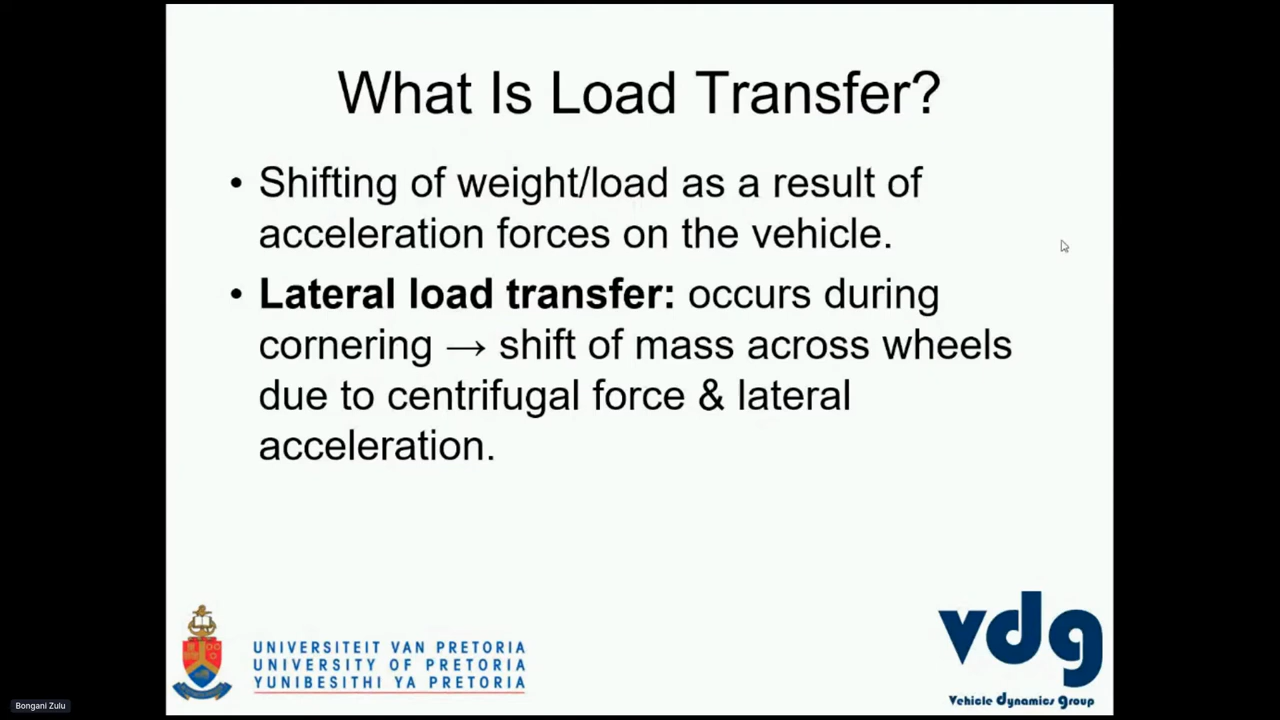 What Is Load Transfer?
• Shifting of weight/load as a result of
acceleration forces on the vehicle.
• Lateral load transfer: occurs during
cornering → shift of mass across wheels
due to centrifugal force & lateral
acceleration.
UNIVERSITEIT VAN PRETORIA
UNIVERSITY OF PRETORIA
YUNIBESITHI YA PRETORIA
vdg
Vehicle dynamics group
Bongani Zulu